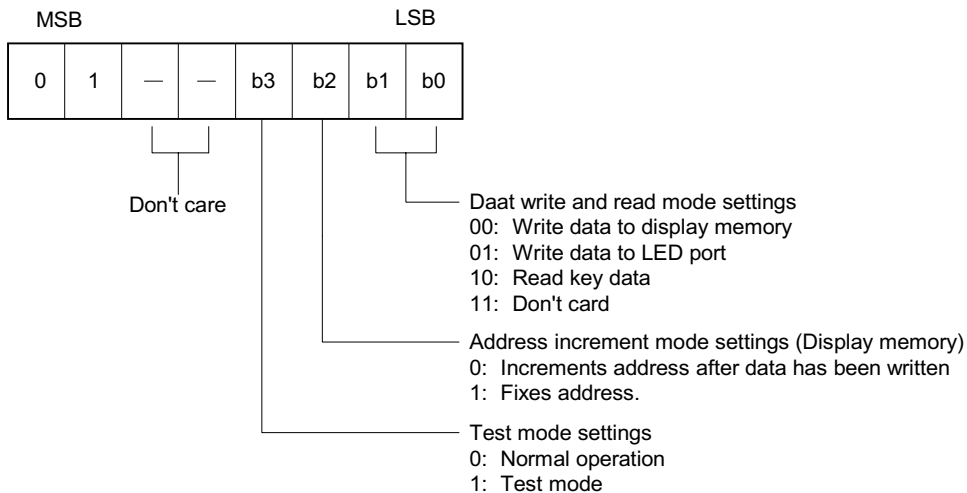 MSB LSB
0 1 — — b3 b2 b1 b0
Don't care
Daat write and read mode settings
00: Write data to display memory
01: Write data to LED port
10: Read key data
11: Don't card
Address increment mode settings (Display memory)
0: Increments address after data has been written
1: Fixes address.
Test mode settings
0: Normal operation
1: Test mode